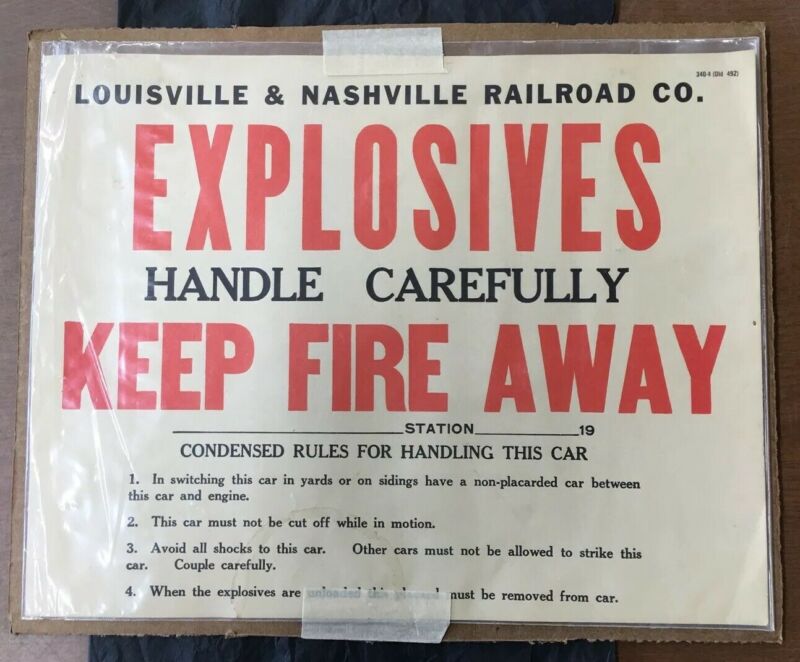 340-4 (Old 492)
LOUISVILLE & NASHVILLE RAILROAD CO.
EXPLOSIVES
HANDLE CAREFULLY
KEEP FIRE AWAY
STATION 19
CONDENSED RULES FOR HANDLING THIS CAR
1. In switching this car in yards or on sidings have a non-placarded car between
this car and engine.
2. This car must not be cut off while in motion.
3. Avoid all shocks to this car. Other cars must not be allowed to strike this
car. Couple carefully.
4. When the explosives are unloaded this placard must be removed from car.